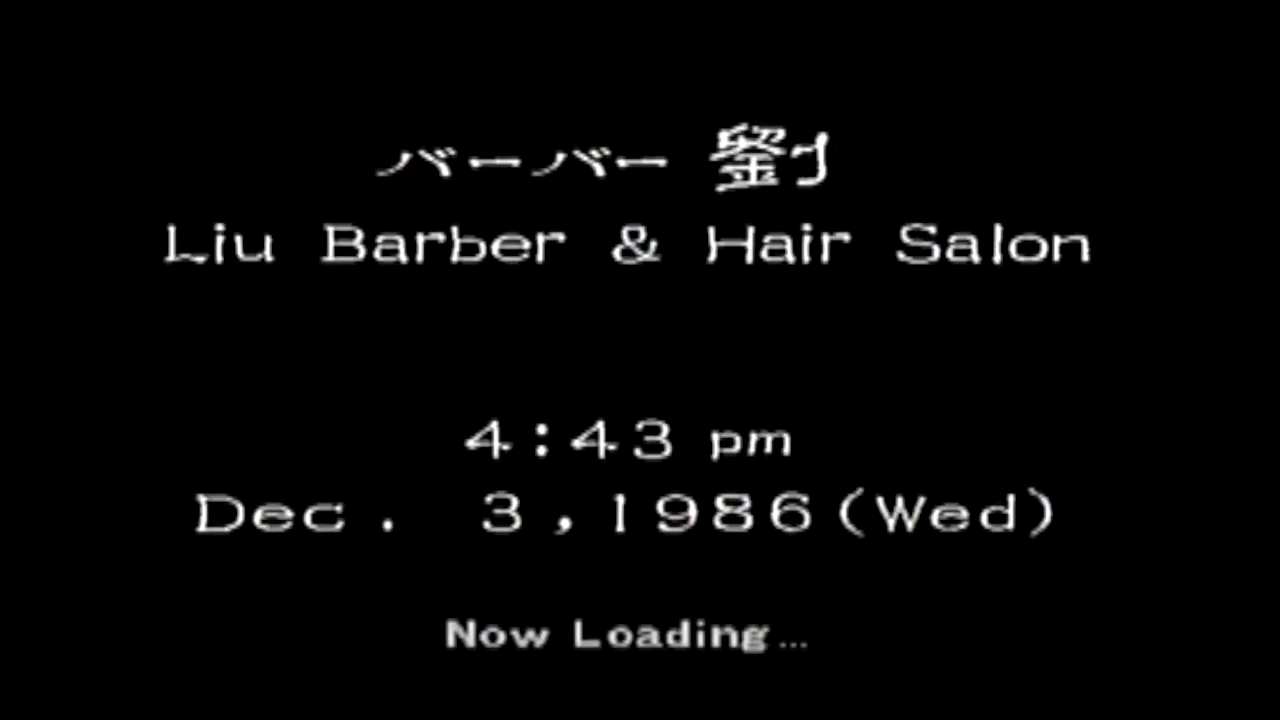 バーバー 劉
Liu Barber & Hair Salon
4:43 pm
Dec. 3,1986(Wed)
Now Loading...